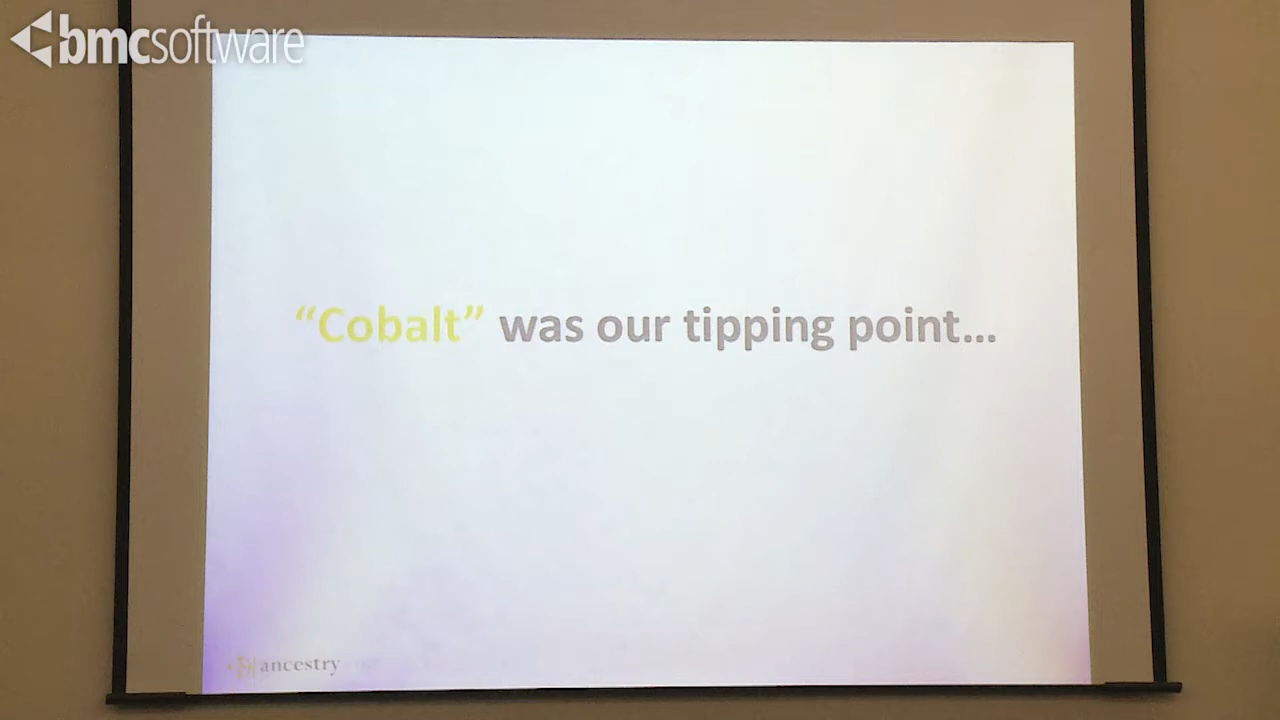 bmcsoftware
“Cobalt” was our tipping point...
ancestry